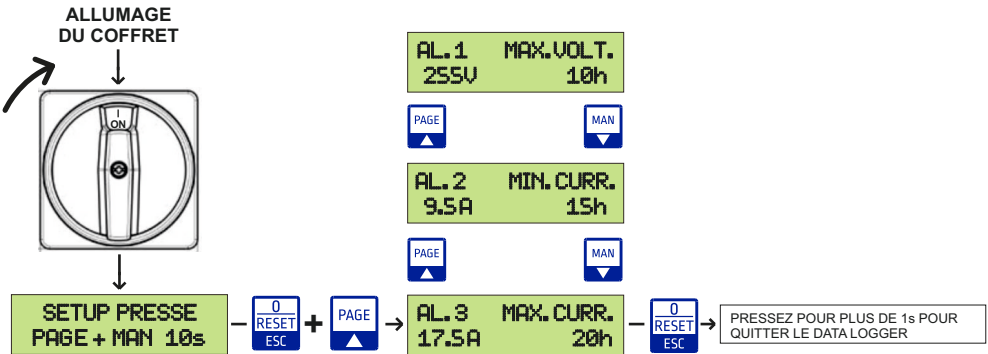 ALLUMAGE
DU COFFRET
I
ON
SETUP PRESSE
PAGE + MAN 10s
–
0
RESET
ESC
+
PAGE
AL.1 MAX.VOLT.
255V 10h
PAGE
MAN
AL.2 MIN.CURR.
9.5A 15h
PAGE
MAN
AL.3 MAX.CURR.
17.5A 20h
–
0
RESET
ESC
PRESSEZ POUR PLUS DE 1s POUR
QUITTER LE DATA LOGGER